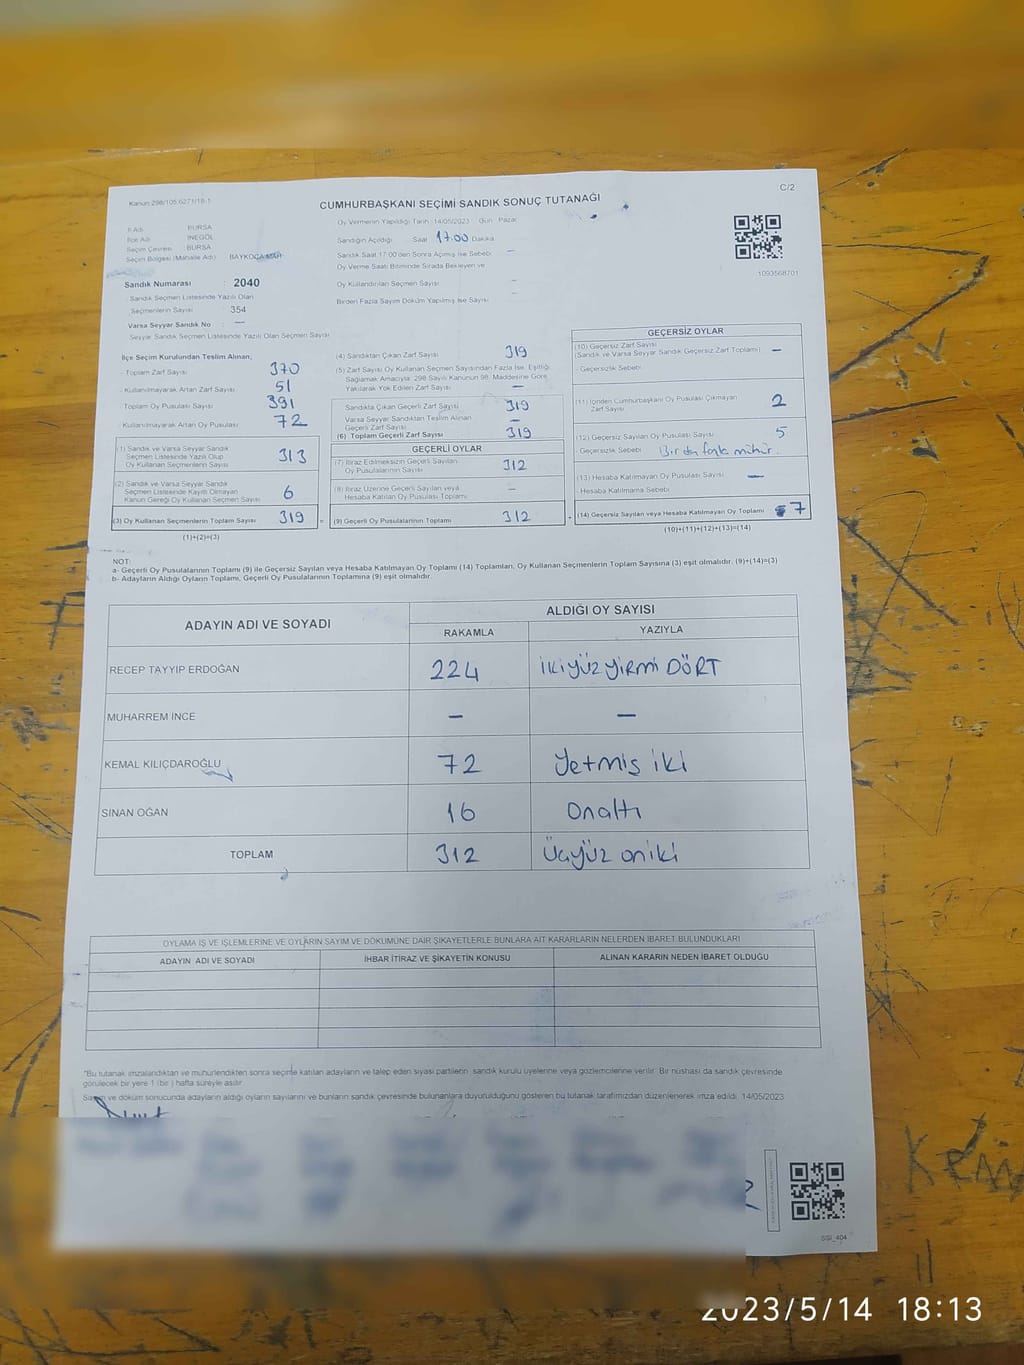 Kanun:298/105,6271/18-1
C/2
CUMHURBAŞKANI SEÇİMİ SANDIK SONUÇ TUTANAĞI
İl Adı : BURSA
İlçe Adı : İNEGÖL
Seçim Çevresi : BURSA
Seçim Bölgesi (Mahalle Adı) : BAYKOCA MAH
Sandık Numarası : 2040
Sandık Seçmen Listesinde Yazılı Olan
Seçmenlerin Sayısı : 354
Varsa Seyyar Sandık No : —
Seyyar Sandık Seçmen Listesinde Yazılı Olan Seçmen Sayısı
Oy Vermenin Yapıldığı Tarih :14/05/2023 Gün : Pazar
Sandığın Açıldığı Saat 17.00 Dakika
Sandık Saat 17:00'den Sonra Açılmış İse Sebebi —
Oy Verme Saati Bitiminde Sırada Bekleyen ve
Oy Kullandırılan Seçmen Sayısı —
Birden Fazla Sayım Döküm Yapılmış İse Sayısı —
1093568701
İlçe Seçim Kurulundan Teslim Alınan;
- Toplam Zarf Sayısı 370
- Kullanılmayarak Artan Zarf Sayısı 51
- Toplam Oy Pusulası Sayısı 391
- Kullanılmayarak Artan Oy Pusulası 72
(1) Sandık ve Varsa Seyyar Sandık
Seçmen Listesinde Yazılı Olup
Oy Kullanan Seçmenlerin Sayısı 313
(2) Sandık ve Varsa Seyyar Sandık
Seçmen Listesinde Kayıtlı Olmayan
Kanun Gereği Oy Kullanan Seçmen Sayısı 6
(3) Oy Kullanan Seçmenlerin Toplam Sayısı 319
(1)+(2)=(3)
(4) Sandıktan Çıkan Zarf Sayısı 319
(5) Zarf Sayısı Oy Kullanan Seçmen Sayısından Fazla İse, Eşitliği
Sağlamak Amacıyla; 298 Sayılı Kanunun 98. Maddesine Göre
Yakılarak Yok Edilen Zarf Sayısı —
Sandıkta Çıkan Geçerli Zarf Sayısı 319
Varsa Seyyar Sandıktan Teslim Alınan
Geçerli Zarf Sayısı —
(6) Toplam Geçerli Zarf Sayısı 319
GEÇERLİ OYLAR
(7) İtiraz Edilmeksizin Geçerli Sayılan
Oy Pusulalarının Sayısı 312
(8) İtiraz Üzerine Geçerli Sayılan veya
Hesaba Katılan Oy Pusulası Toplamı —
= (9) Geçerli Oy Pusulalarının Toplamı 312
GEÇERSİZ OYLAR
(10) Geçersiz Zarf Sayısı
(Sandık ve Varsa Seyyar Sandık Geçersiz Zarf Toplamı) —
- Geçersizlik Sebebi
(11) İçinden Cumhurbaşkanı Oy Pusulası Çıkmayan
Zarf Sayısı 2
(12) Geçersiz Sayılan Oy Pusulası Sayısı 5
Geçersizlik Sebebi Birden fazla mühür.
(13) Hesaba Katılmayan Oy Pusulası Sayısı —
Hesaba Katılmama Sebebi
+ (14) Geçersiz Sayılan veya Hesaba Katılmayan Oy Toplamı 7
(10)+(11)+(12)+(13)=(14)
NOT:
a- Geçerli Oy Pusulalarının Toplamı (9) ile Geçersiz Sayılan veya Hesaba Katılmayan Oy Toplamı (14) Toplamları, Oy Kullanan Seçmenlerin Toplam Sayısına (3) eşit olmalıdır. (9)+(14)=(3)
b- Adayların Aldığı Oyların Toplamı, Geçerli Oy Pusulalarının Toplamına (9) eşit olmalıdır.
ADAYIN ADI VE SOYADI
ALDIĞI OY SAYISI
RAKAMLA YAZIYLA
RECEP TAYYİP ERDOĞAN 224 İKİYÜZYİRMİ DÖRT
MUHARREM İNCE — —
KEMAL KILIÇDAROĞLU 72 Yetmiş iki
SİNAN OĞAN 16 Onaltı
TOPLAM 312 Üçyüz oniki
OYLAMA İŞ VE İŞLEMLERİNE VE OYLARIN SAYIM VE DÖKÜMÜNE DAİR ŞİKAYETLERLE BUNLARA AİT KARARLARIN NELERDEN İBARET BULUNDUKLARI
ADAYIN ADI VE SOYADI İHBAR İTİRAZ VE ŞİKAYETİN KONUSU ALINAN KARARIN NEDEN İBARET OLDUĞU
"Bu tutanak imzalandıktan ve mühürlendikten sonra seçime katılan adayların ve talep eden siyasi partilerin sandık kurulu üyelerine veya gözlemcilerine verilir. Bir nüshası da sandık çevresinde
görülecek bir yere 1 (bir ) hafta süreyle asılır.
Sayım ve döküm sonucunda adayların aldığı oyların sayılarını ve bunların sandık çevresinde bulunanlara duyurulduğunu gösteren bu tutanak tarafımızdan düzenlenerek imza edildi. 14/05/2023
SSI_404
2023/5/14 18:13